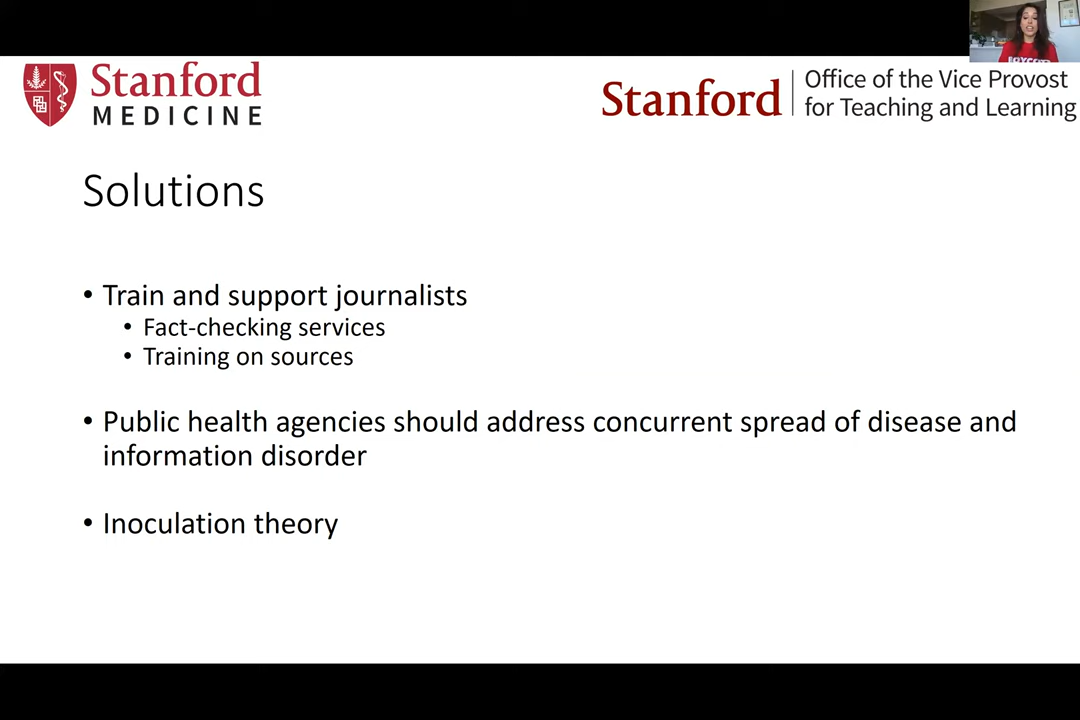 Stanford
MEDICINE
Stanford
Office of the Vice Provost
for Teaching and Learning
Solutions
• Train and support journalists
• Fact-checking services
• Training on sources
• Public health agencies should address concurrent spread of disease and
information disorder
• Inoculation theory